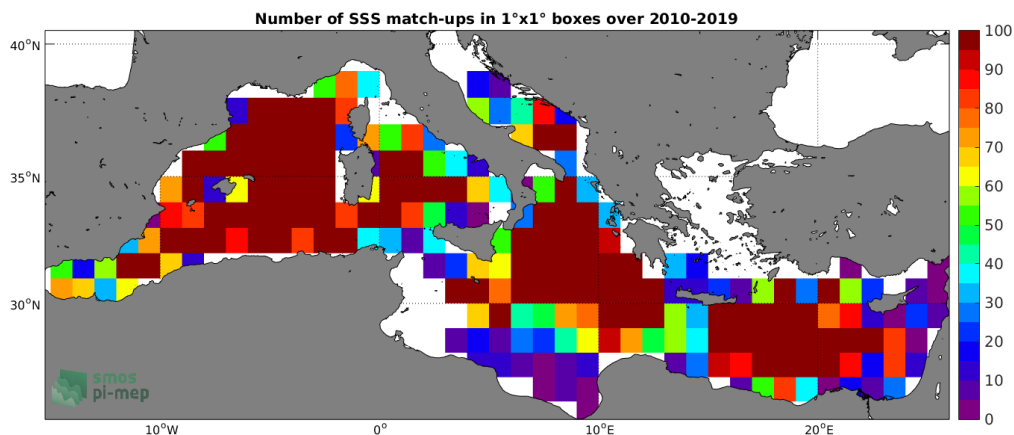 Number of SSS match-ups in 1°x1° boxes over 2010-2019
40°N
35°N
30°N
10°W
0°
10°E
20°E
100
90
80
70
60
50
40
30
20
10
0
smos
pi-mep